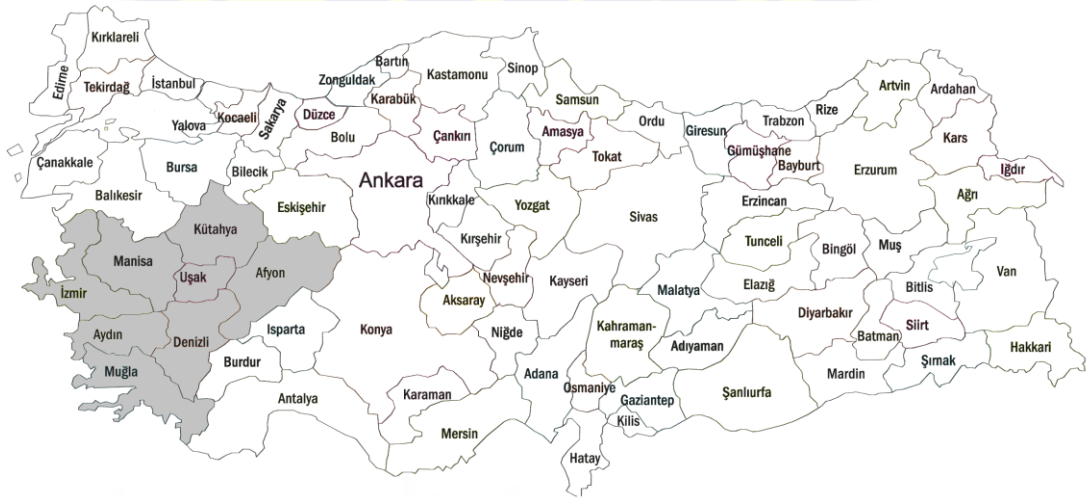 Kırklareli
Edirne
Tekirdağ
İstanbul
Yalova
Kocaeli
Sakarya
Düzce
Zonguldak
Bartın
Karabük
Kastamonu
Sinop
Bolu
Çankırı
Çorum
Samsun
Amasya
Tokat
Ordu
Giresun
Gümüşhane
Trabzon
Bayburt
Rize
Artvin
Ardahan
Kars
Iğdır
Çanakkale
Bursa
Bilecik
Balıkesir
Eskişehir
Ankara
Kırıkkale
Yozgat
Sivas
Erzincan
Erzurum
Ağrı
Kütahya
Kırşehir
Tunceli
Bingöl
Muş
Manisa
Uşak
Afyon
Nevşehir
Kayseri
Malatya
Elazığ
Bitlis
Van
İzmir
Aksaray
Diyarbakır
Siirt
Aydın
Denizli
Isparta
Konya
Niğde
Kahraman-
maraş
Adıyaman
Batman
Hakkari
Muğla
Burdur
Adana
Mardin
Şırnak
Antalya
Karaman
Osmaniye
Gaziantep
Şanlıurfa
Mersin
Kilis
Hatay